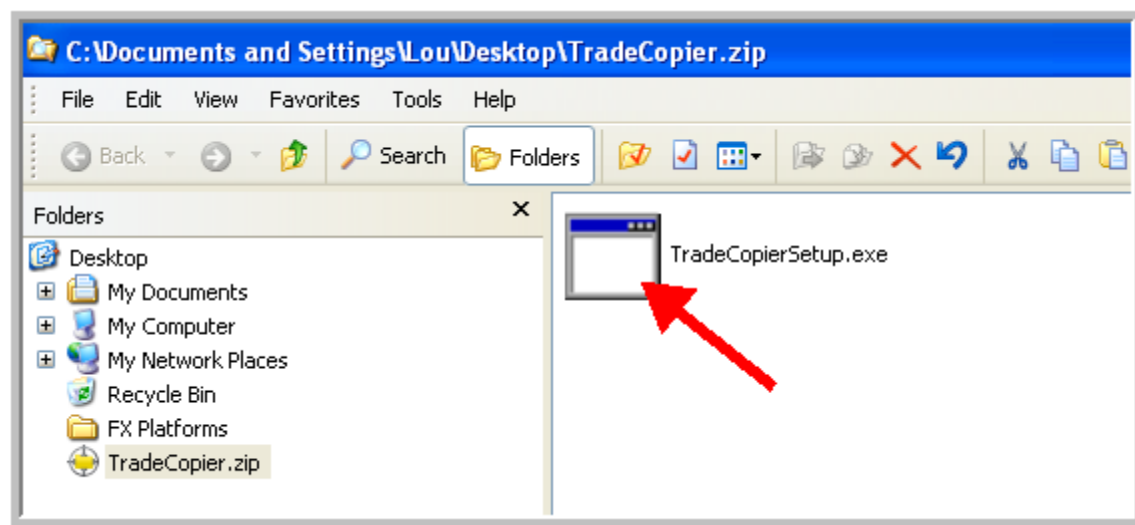 C:\Documents and Settings\Lou\Desktop\TradeCopier.zip
File Edit View Favorites Tools Help
Back Search Folders
Folders
TradeCopierSetup.exe
Desktop
My Documents
My Computer
My Network Places
Recycle Bin
FX Platforms
TradeCopier.zip